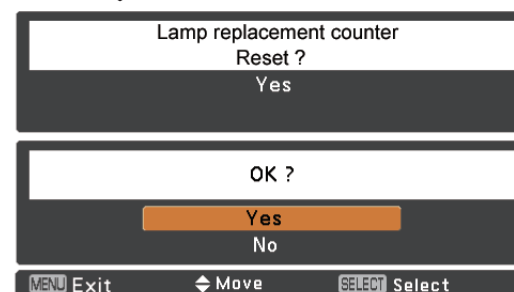 Lamp replacement counter
Reset ?
Yes
OK ?
Yes
No
MENU Exit Move SELECT Select